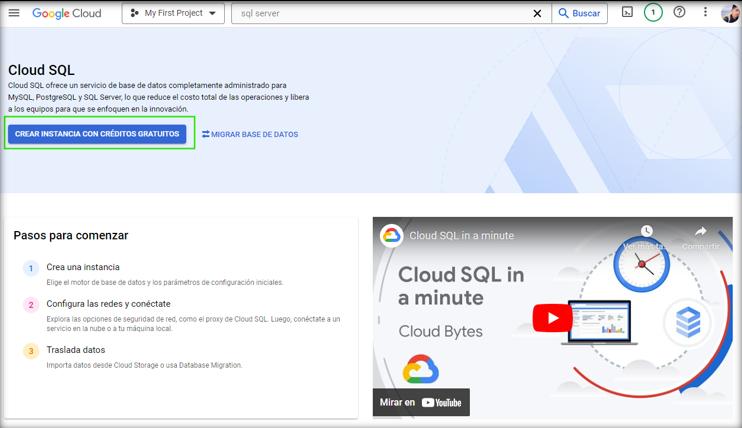 Google Cloud
My First Project
sql server
Buscar
1
Cloud SQL
Cloud SQL ofrece un servicio de base de datos completamente administrado para
MySQL, PostgreSQL y SQL Server, lo que reduce el costo total de las operaciones y libera
a los equipos para que se enfoquen en la innovación.
CREAR INSTANCIA CON CRÉDITOS GRATUITOS
MIGRAR BASE DE DATOS
Pasos para comenzar
1 Crea una instancia
Elige el motor de base de datos y los parámetros de configuración iniciales.
2 Configura las redes y conéctate
Explora las opciones de seguridad de red, como el proxy de Cloud SQL. Luego, conéctate a un
servicio en la nube o a tu máquina local.
3 Traslada datos
Importa datos desde Cloud Storage o usa Database Migration.
Cloud SQL in a minute
Ver más ta...
Compartir
Cloud SQL in
a minute
Cloud Bytes
Mirar en YouTube